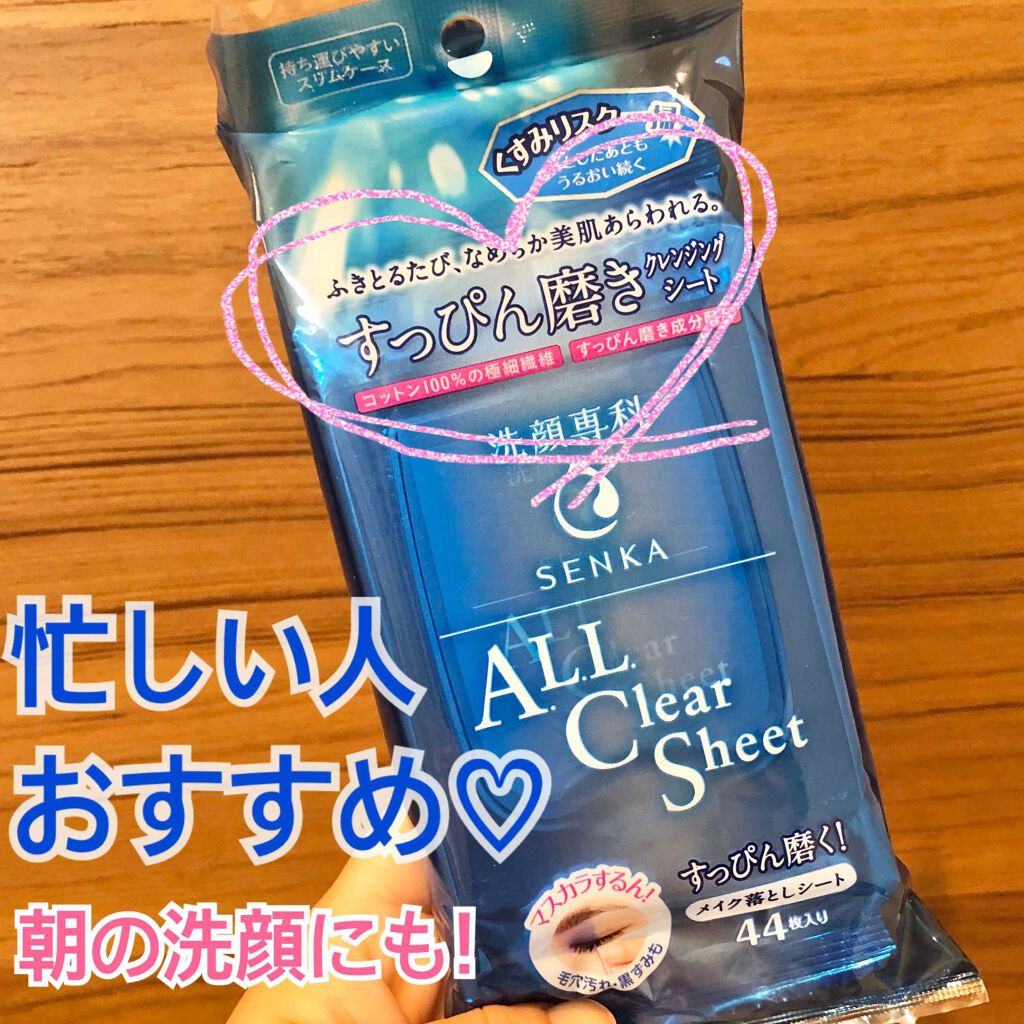 持ち運びやすい
スリムケース
くすみリスク
としたあとも
うるおい続く
ふきとるたび、なめらか美肌あらわれる。
すっぴん磨き
クレンジング
シート
コットン100%の極細繊維
すっぴん磨き成分配合
洗顔専科
SENKA
A.L.L.
Clear
Sheet
忙しい人
おすすめ♡
朝の洗顔にも!
すっぴん磨く!
メイク落としシート
44枚入り
マスカラするん!
毛穴汚れ・黒ずみも